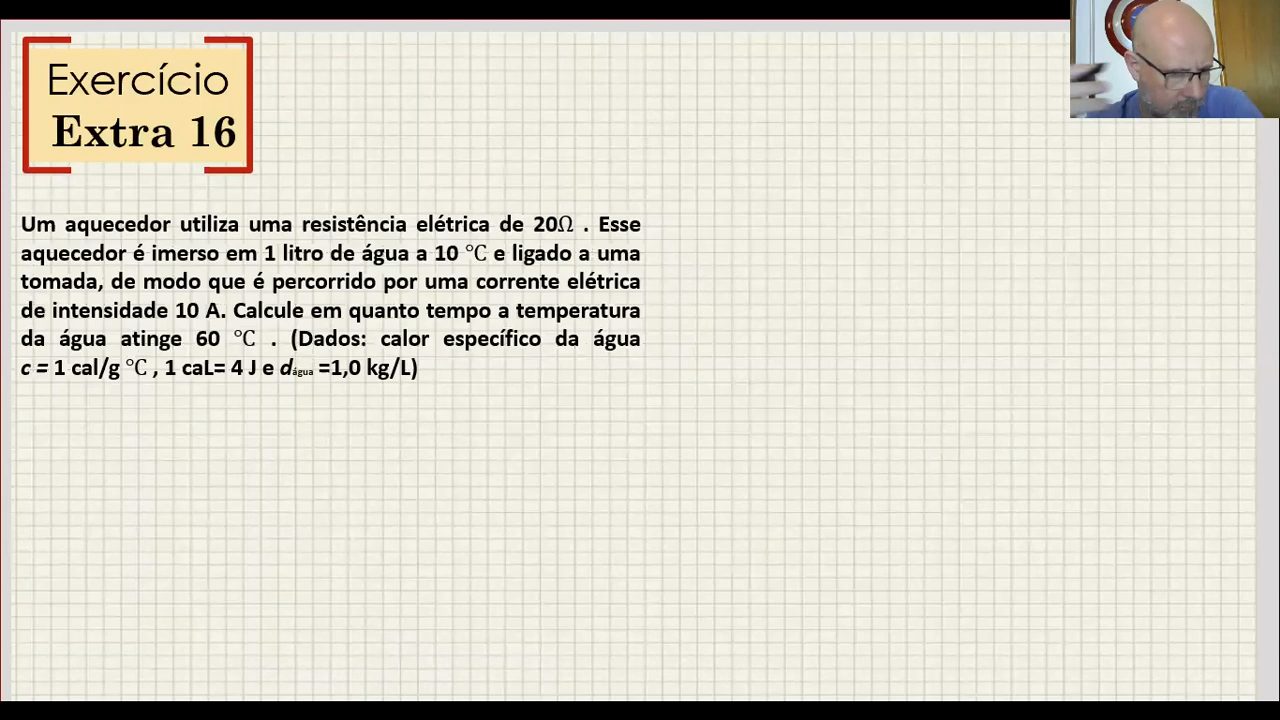 Exercício
Extra 16
Um aquecedor utiliza uma resistência elétrica de 20Ω . Esse
aquecedor é imerso em 1 litro de água a 10 °C e ligado a uma
tomada, de modo que é percorrido por uma corrente elétrica
de intensidade 10 A. Calcule em quanto tempo a temperatura
da água atinge 60 °C . (Dados: calor específico da água
c = 1 cal/g °C , 1 caL= 4 J e dágua =1,0 kg/L)